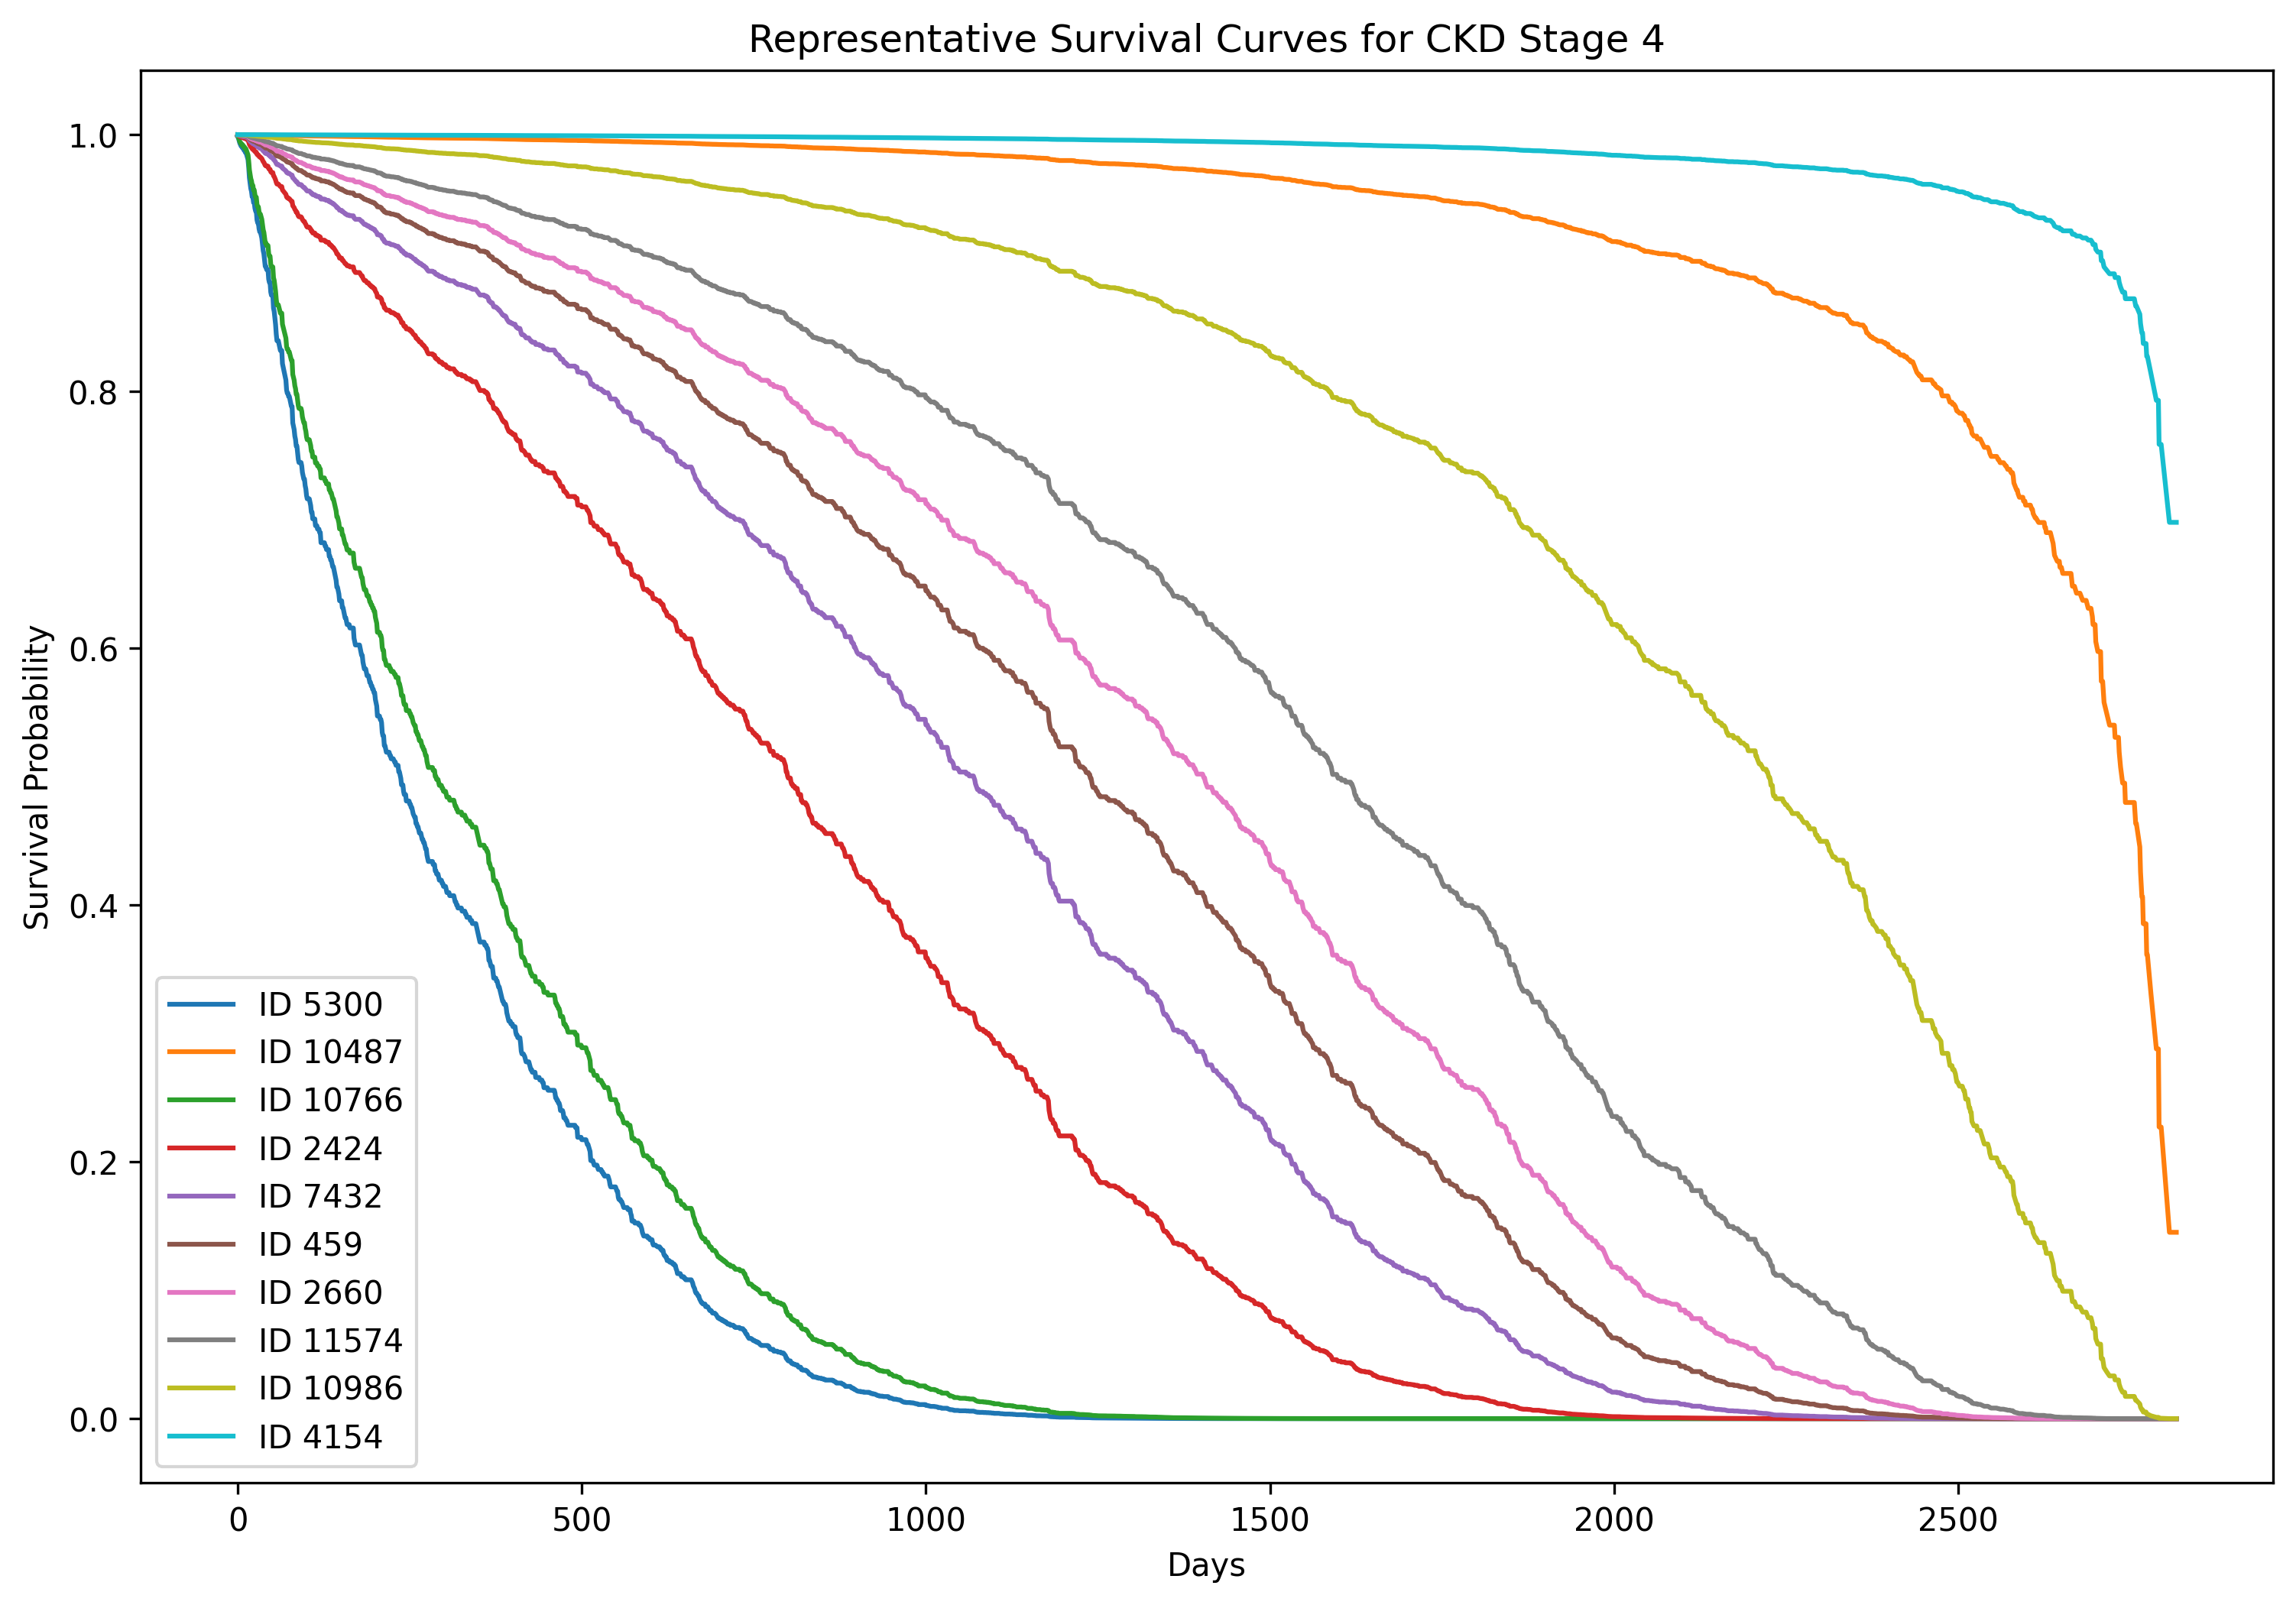 Representative Survival Curves for CKD Stage 4
Survival Probability
1.0
0.8
0.6
0.4
0.2
0.0
ID 5300
ID 10487
ID 10766
ID 2424
ID 7432
ID 459
ID 2660
ID 11574
ID 10986
ID 4154
0 500 1000 1500 2000 2500
Days